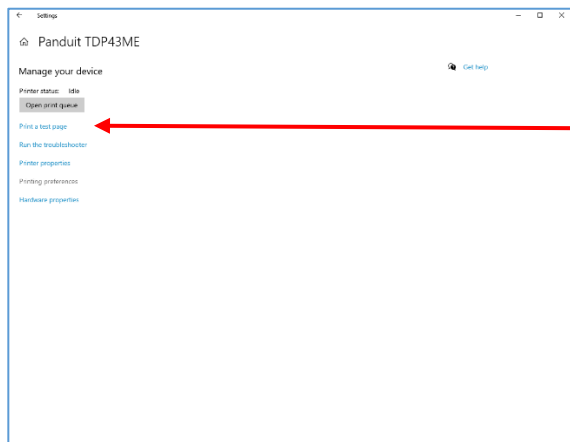 Settings
Panduit TDP43ME
Manage your device
Get help
Printer status: Idle
Open print queue
Print a test page
Run the troubleshooter
Printer properties
Printing preferences
Hardware properties